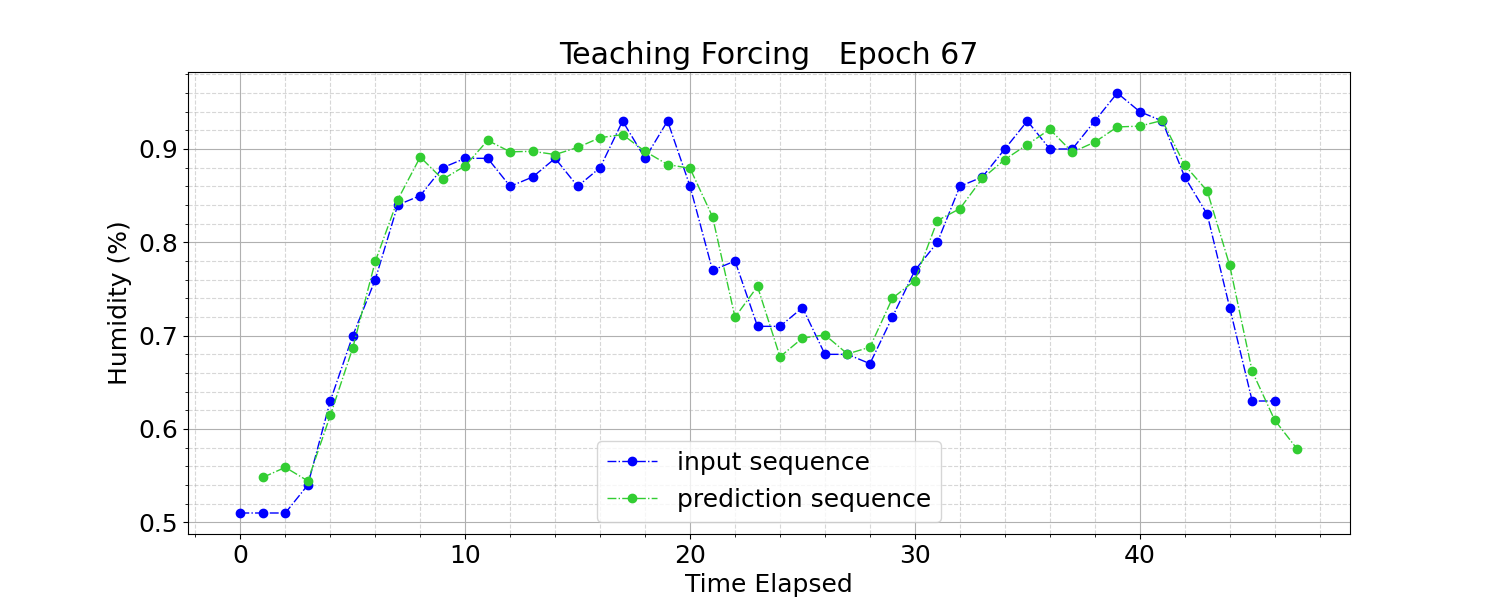 Teaching Forcing   Epoch 67
Humidity (%)
0.9
0.8
0.7
0.6
0.5
input sequence
prediction sequence
0 10 20 30 40
Time Elapsed